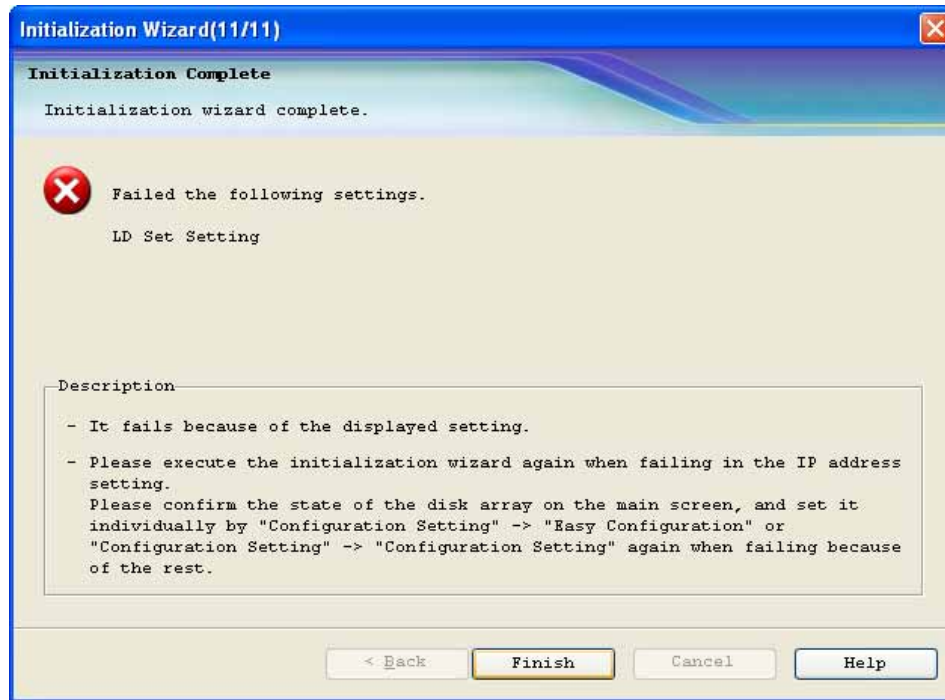 Initialization Wizard(11/11)
Initialization Complete
Initialization wizard complete.
Failed the following settings.
LD Set Setting
Description
- It fails because of the displayed setting.
- Please execute the initialization wizard again when failing in the IP address
setting.
Please confirm the state of the disk array on the main screen, and set it
individually by "Configuration Setting" -> "Easy Configuration" or
"Configuration Setting" -> "Configuration Setting" again when failing because
of the rest.
< Back
Finish
Cancel
Help